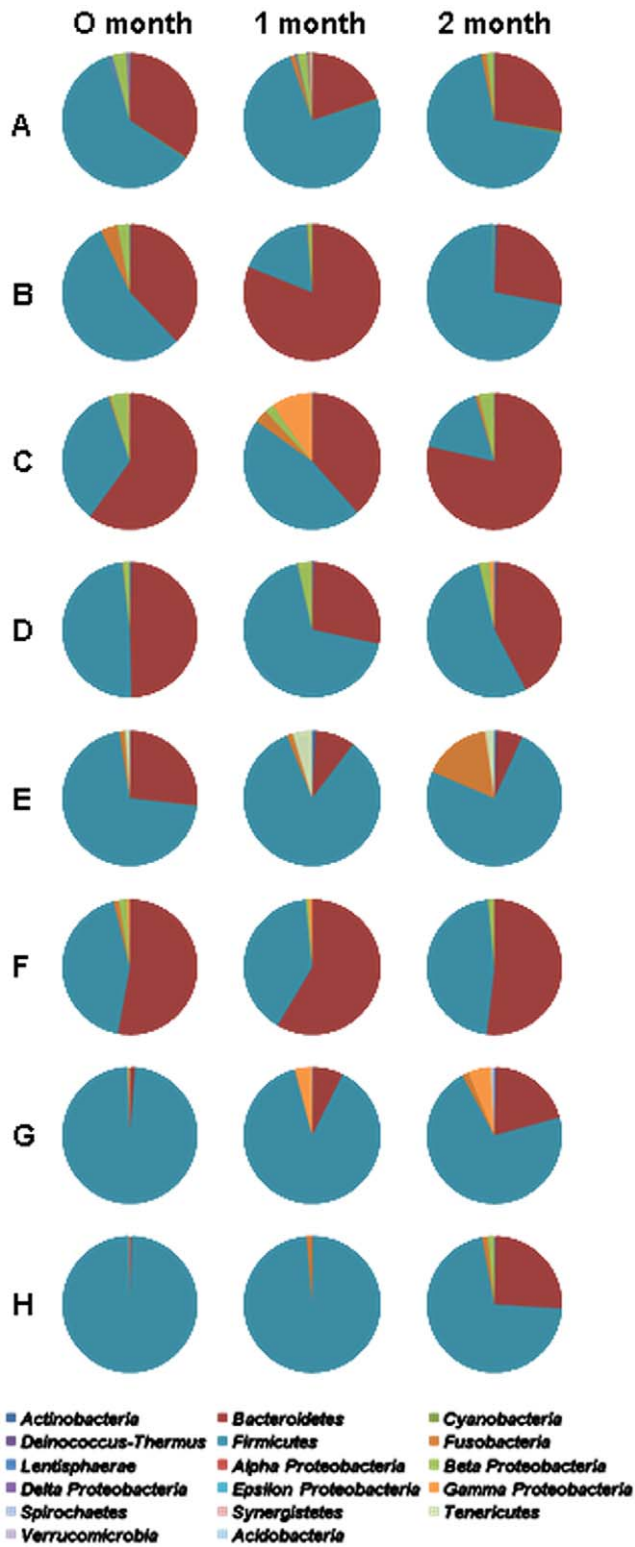 O month 1 month 2 month
A
B
C
D
E
F
G
H
Actinobacteria Bacteroidetes Cyanobacteria
Deinococcus-Thermus Firmicutes Fusobacteria
Lentisphaerae Alpha Proteobacteria Beta Proteobacteria
Delta Proteobacteria Epsilon Proteobacteria Gamma Proteobacteria
Spirochaetes Synergistetes Tenericutes
Verrucomicrobia Acidobacteria